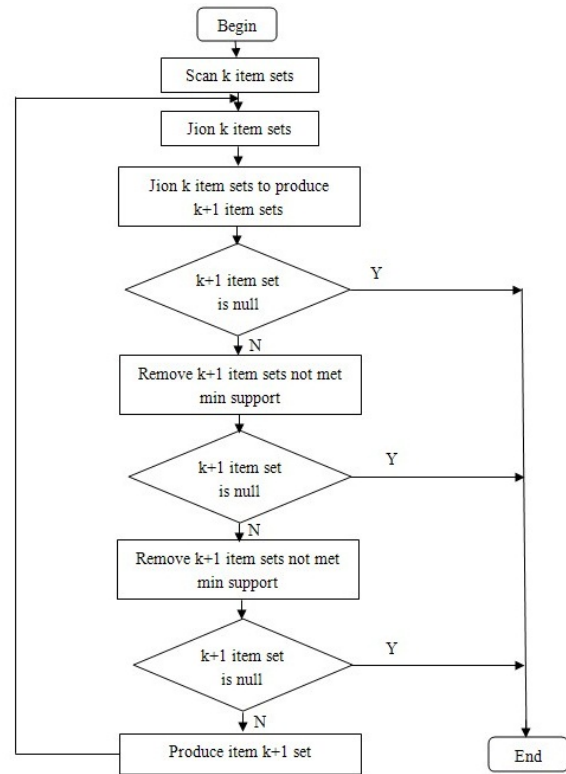 Begin
Scan k item sets
Jion k item sets
Jion k item sets to produce
k+1 item sets
k+1 item set
is null
Y
N
Remove k+1 item sets not met
min support
k+1 item set
is null
Y
N
Remove k+1 item sets not met
min support
k+1 item set
is null
Y
N
Produce item k+1 set
End